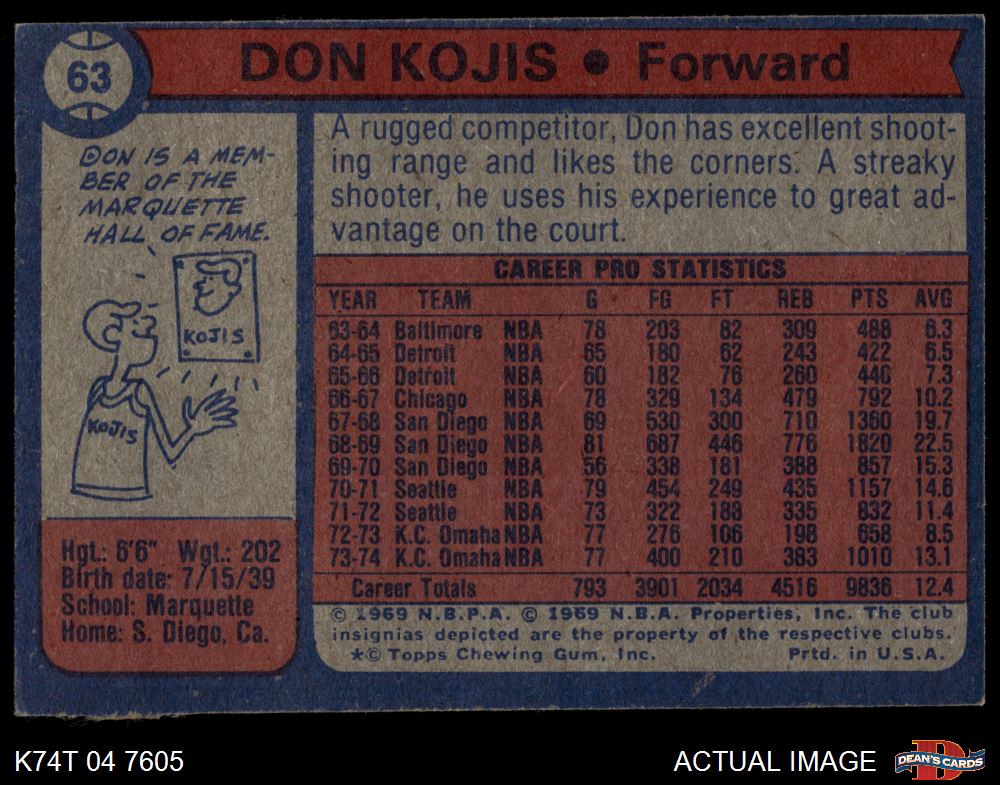 63
DON KOJIS • Forward
DON IS A MEM-
BER OF THE
MARQUETTE
HALL OF FAME.
KOJIS
KOJIS
Hgt.: 6'6" Wgt.: 202
Birth date: 7/15/39
School: Marquette
Home: S. Diego, Ca.
A rugged competitor, Don has excellent shoot-
ing range and likes the corners. A streaky
shooter, he uses his experience to great ad-
vantage on the court.
CAREER PRO STATISTICS
YEAR TEAM G FG FT REB PTS AVG
63-64 Baltimore NBA 78 203 82 309 488 6.3
64-65 Detroit NBA 65 180 62 243 422 6.5
65-66 Detroit NBA 60 182 76 260 440 7.3
66-67 Chicago NBA 78 329 134 479 792 10.2
67-68 San Diego NBA 69 530 300 710 1360 19.7
68-69 San Diego NBA 81 687 446 776 1820 22.5
69-70 San Diego NBA 56 338 181 388 857 15.3
70-71 Seattle NBA 79 454 249 435 1157 14.6
71-72 Seattle NBA 73 322 188 335 832 11.4
72-73 K.C. Omaha NBA 77 276 106 198 658 8.5
73-74 K.C. Omaha NBA 77 400 210 383 1010 13.1
Career Totals 793 3901 2034 4516 9836 12.4
© 1969 N.B.P.A. © 1969 N.B.A. Properties, Inc. The club
insignias depicted are the property of the respective clubs.
*© Topps Chewing Gum, Inc. Prtd. in U.S.A.
K74T 04 7605
ACTUAL IMAGE
DEAN'S CARDS